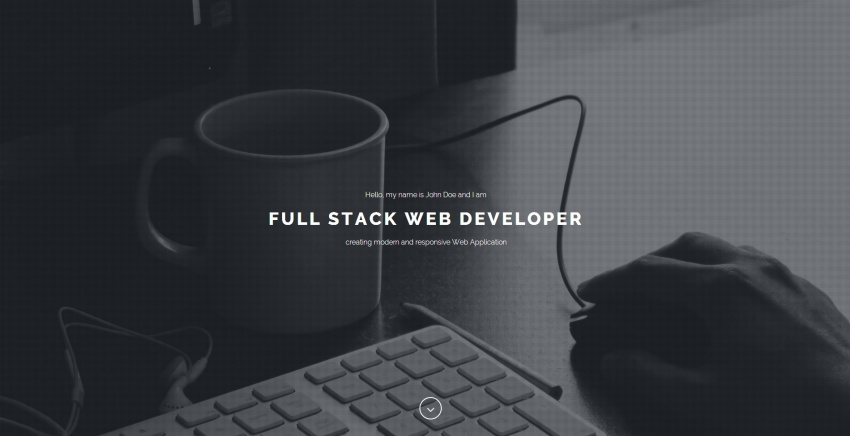 Hello, my name is John Doe and I am
FULL STACK WEB DEVELOPER
creating modern and responsive Web Application